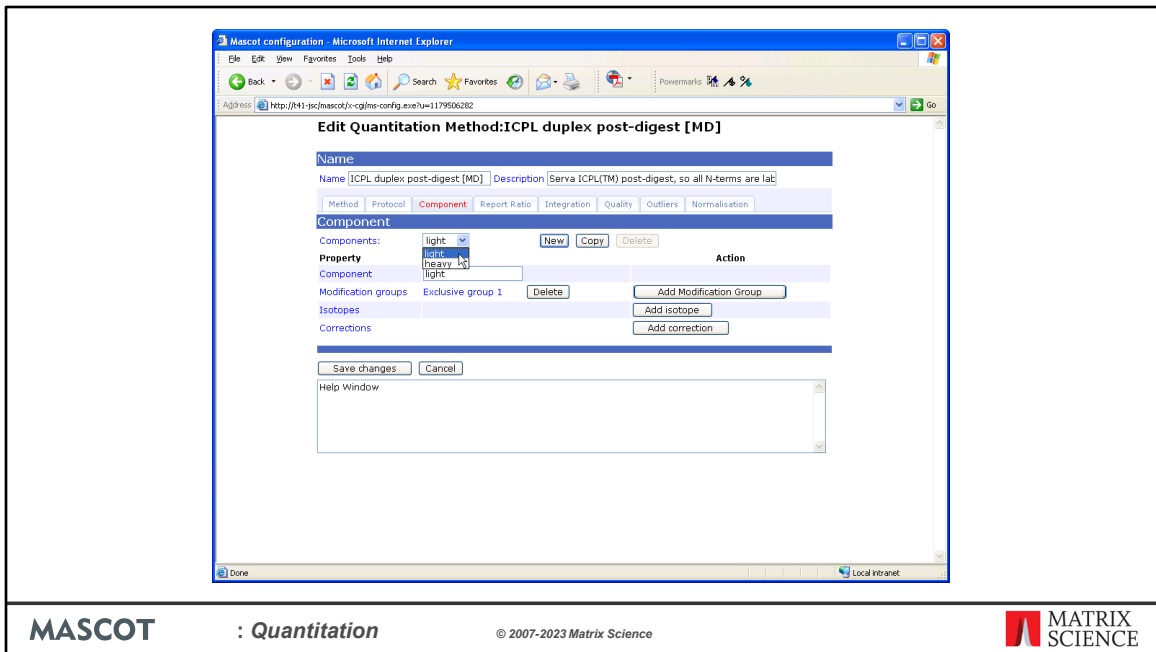 Mascot configuration - Microsoft Internet Explorer
File Edit View Favorites Tools Help
Back Search Favorites Powermarks
Address http://t41-jsc/mascot/x-cgi/ms-config.exe?u=1179506282 Go
Edit Quantitation Method:ICPL duplex post-digest [MD]
Name
Name ICPL duplex post-digest [MD] Description Serva ICPL(TM) post-digest, so all N-terms are lab
Method Protocol Component Report Ratio Integration Quality Outliers Normalisation
Component
Components: light New Copy Delete
light
Property heavy Action
Component light
Modification groups Exclusive group 1 Delete Add Modification Group
Isotopes Add isotope
Corrections Add correction
Save changes Cancel
Help Window
Done Local intranet
MASCOT : Quantitation © 2007-2023 Matrix Science MATRIX
SCIENCE